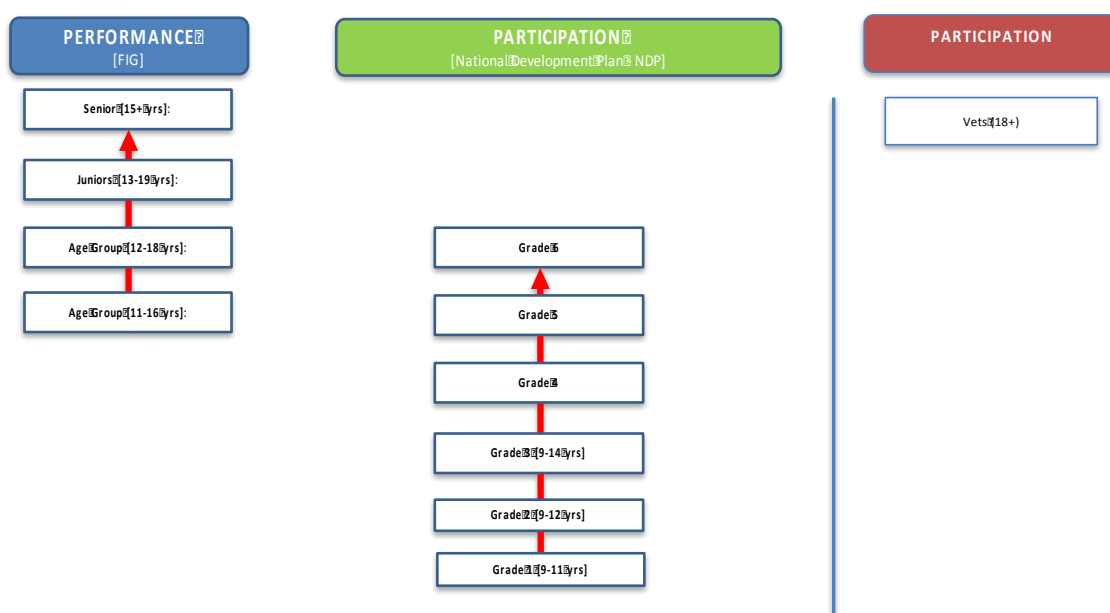 PERFORMANCE
[FIG]
Senior [15+ yrs]:
Juniors [13-19 yrs]:
Age Group [12-18 yrs]:
Age Group [11-16 yrs]:
PARTICIPATION
[National Development Plan - NDP]
Grade 6
Grade 5
Grade 4
Grade 3 [9-14 yrs]
Grade 2 [9-12 yrs]
Grade 1 [9-11 yrs]
PARTICIPATION
Vets (18+)